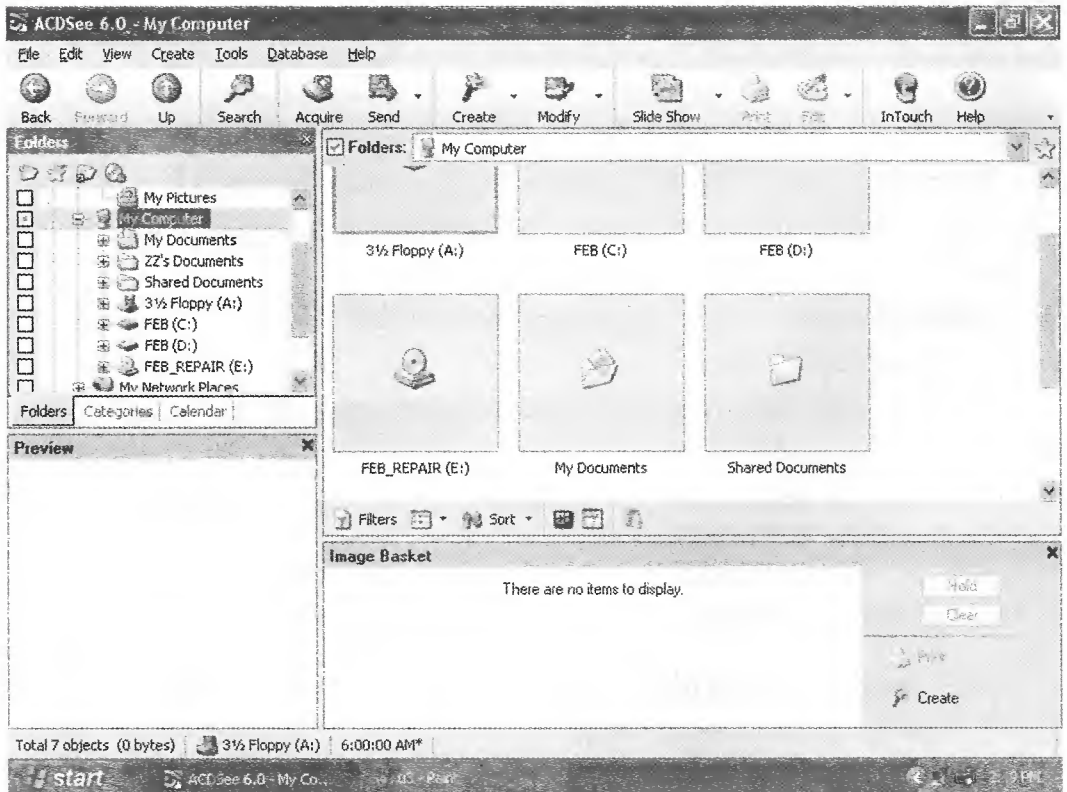 ACDSee 6.0 - My Computer
File Edit View Create Tools Database Help
Back Forward Up Search Acquire Send Create Modify Slide Show Print Edit InTouch Help
Folders
Folders: My Computer
My Pictures
My Computer
My Documents
ZZ's Documents
Shared Documents
3½ Floppy (A:)
FEB (C:)
FEB (D:)
FEB_REPAIR (E:)
My Network Places
Folders Categories Calendar
3½ Floppy (A:) FEB (C:) FEB (D:)
FEB_REPAIR (E:) My Documents Shared Documents
Filters Sort
Preview
Image Basket
There are no items to display.
Hold
Clear
Print
Create
Total 7 objects (0 bytes) 3½ Floppy (A:) 6:00:00 AM*
start ACDSee 6.0 - My Co...